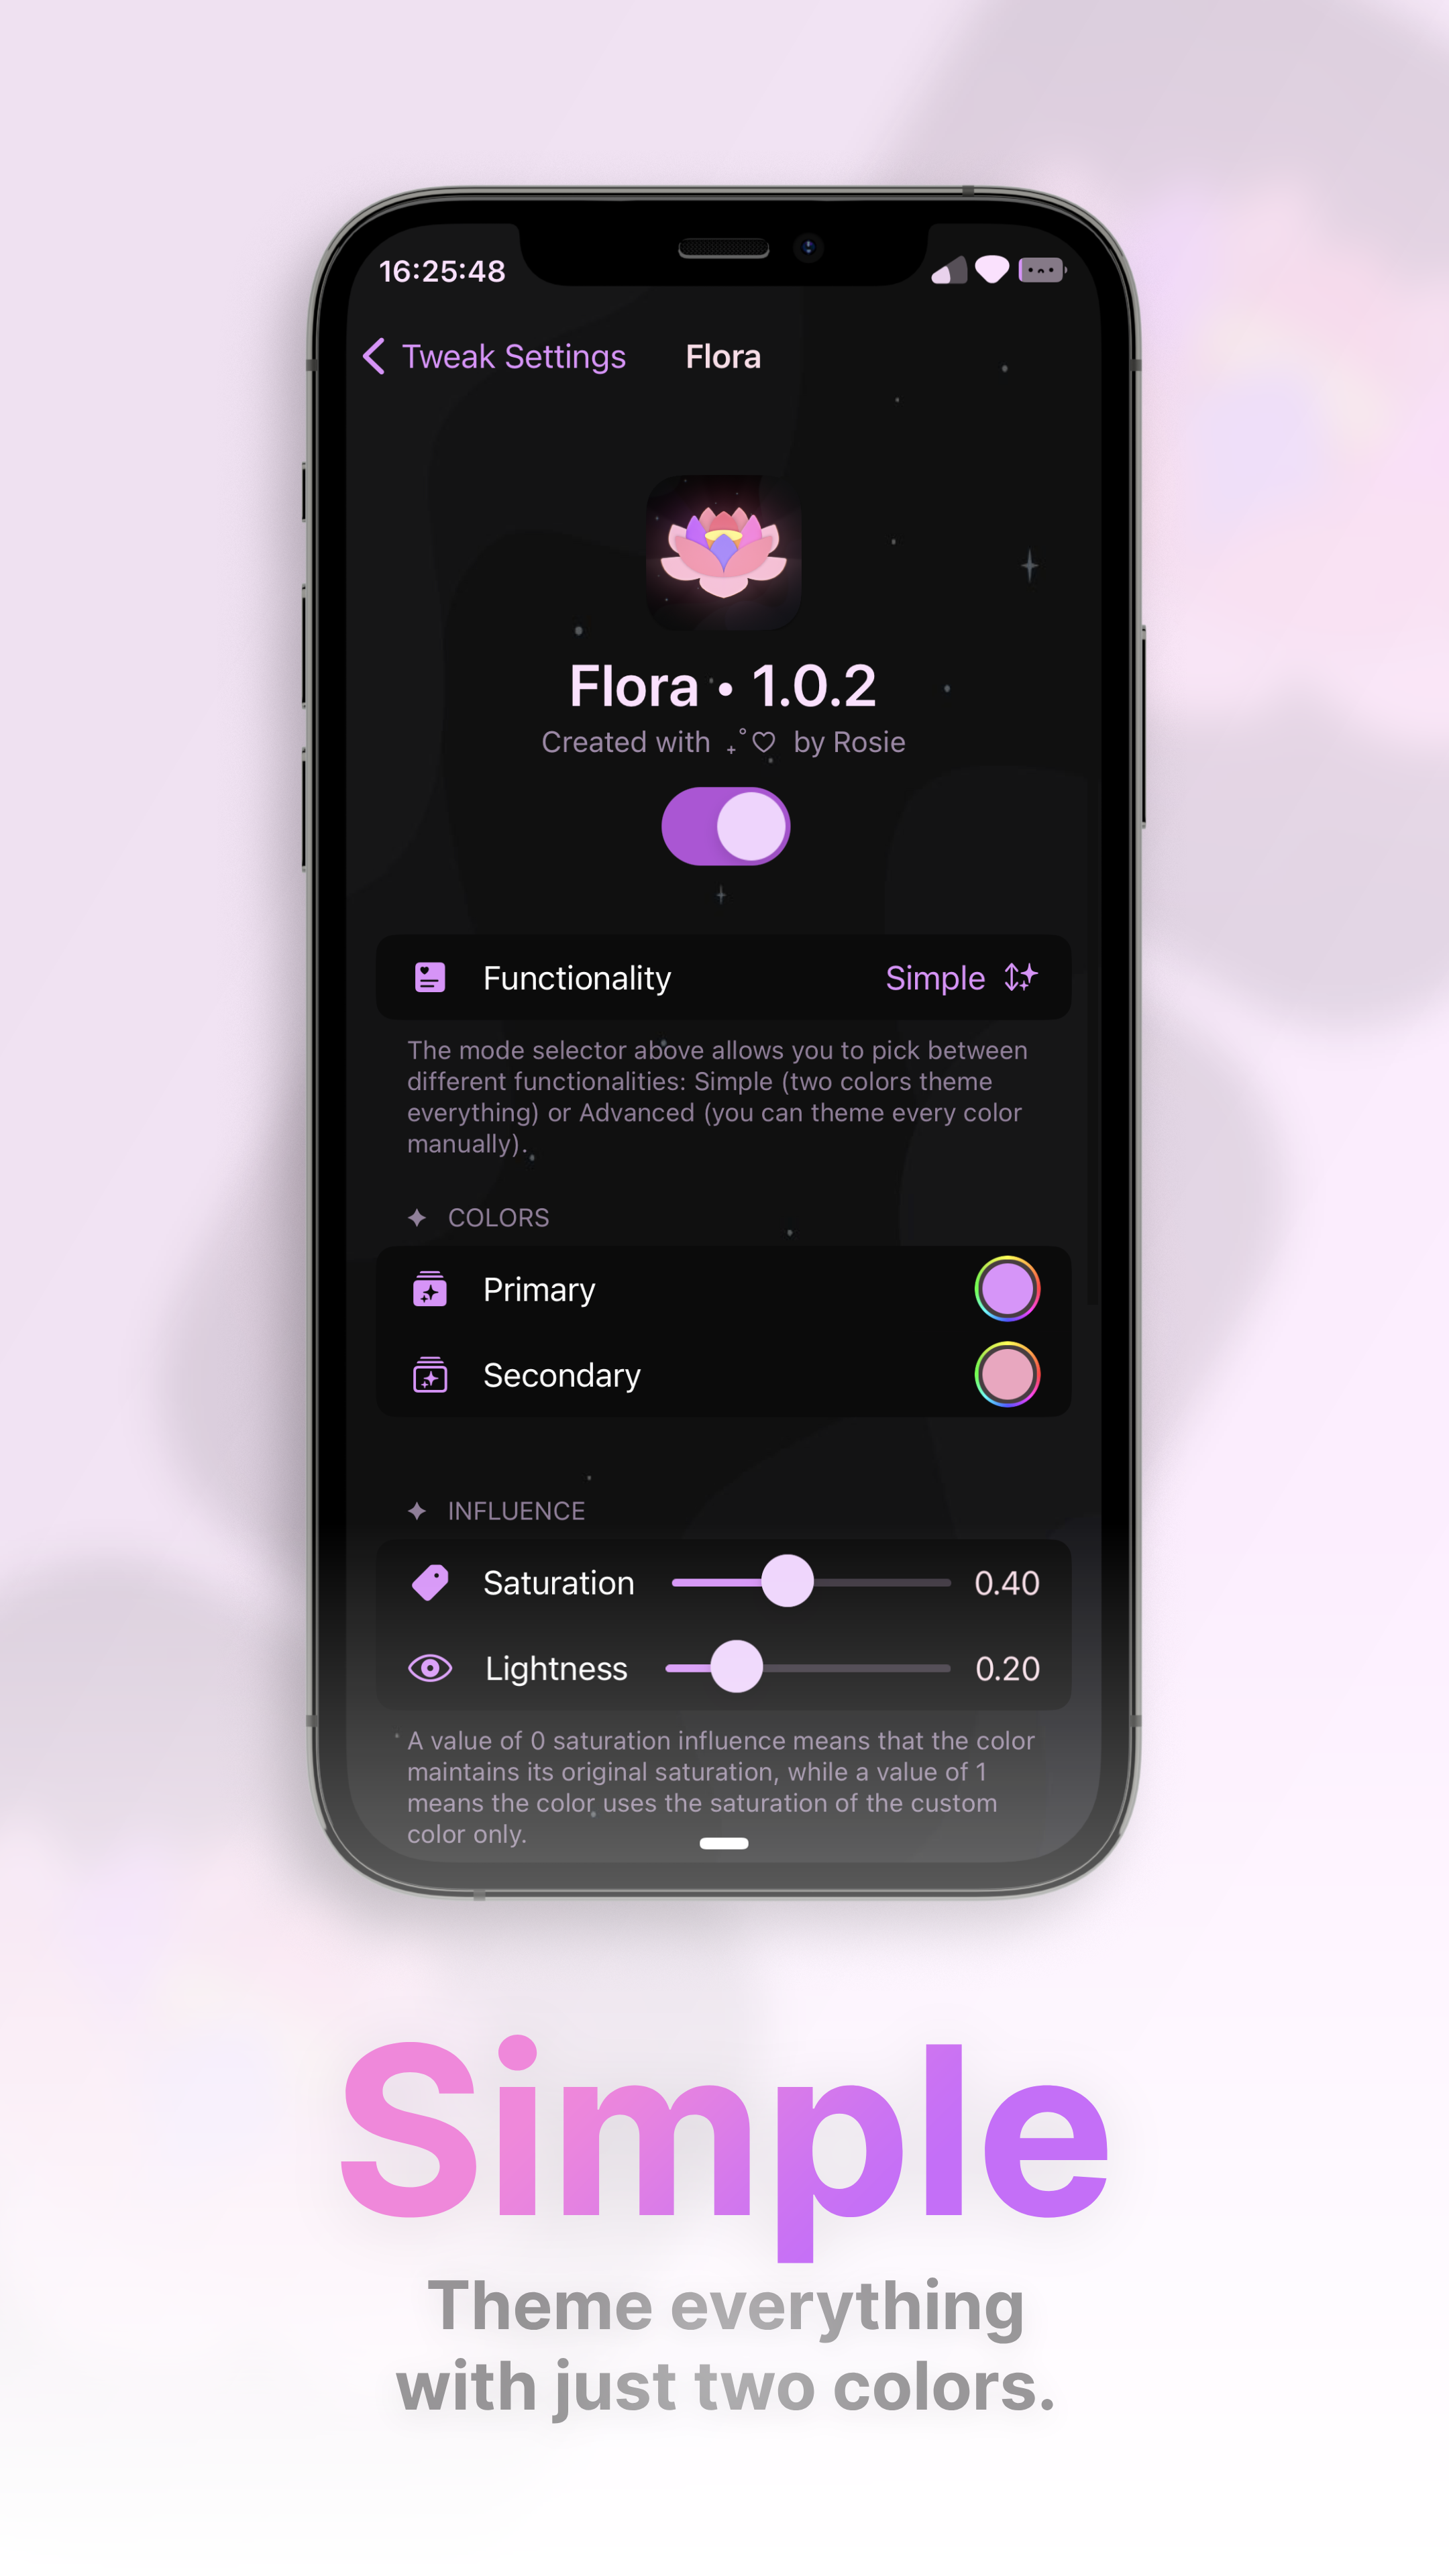 16:25:48
Tweak Settings
Flora
Flora • 1.0.2
Created with ₊˚♡ by Rosie
Functionality
Simple
The mode selector above allows you to pick between
different functionalities: Simple (two colors theme
everything) or Advanced (you can theme every color
manually).
COLORS
Primary
Secondary
INFLUENCE
Saturation
0.40
Lightness
0.20
A value of 0 saturation influence means that the color
maintains its original saturation, while a value of 1
means the color uses the saturation of the custom
color only.
Simple
Theme everything
with just two colors.